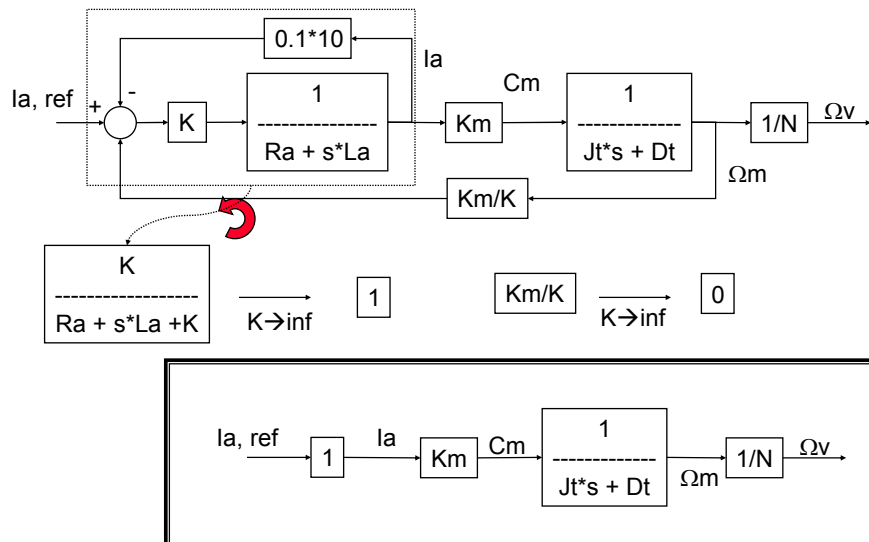 0.1*10
Ia
Ia, ref
+
-
K
1
------------------
Ra + s*La
Km
Cm
1
------------------
Jt*s + Dt
1/N
Ωv
Ωm
Km/K
K
------------------
Ra + s*La +K
K→inf
1
Km/K
K→inf
0
Ia, ref
1
Ia
Km
Cm
1
------------------
Jt*s + Dt
Ωm
1/N
Ωv